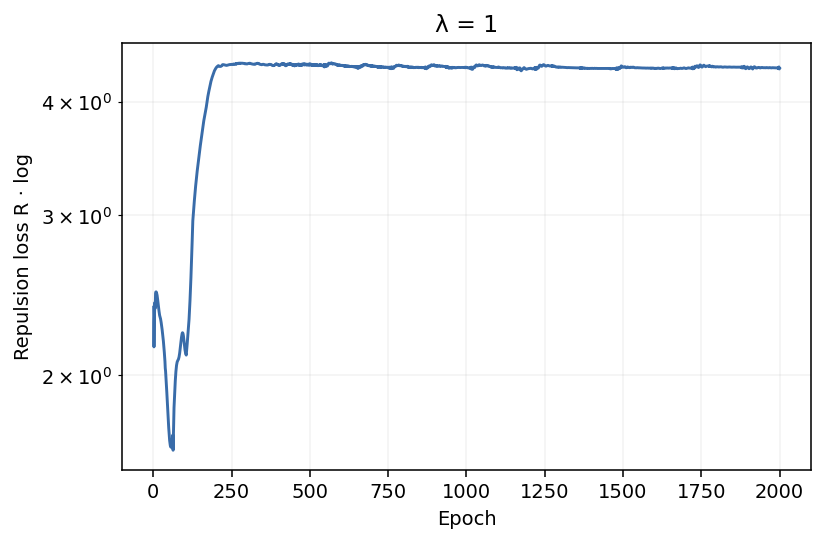 λ = 1
Repulsion loss R · log
4 × 10⁰
3 × 10⁰
2 × 10⁰
0 250 500 750 1000 1250 1500 1750 2000
Epoch